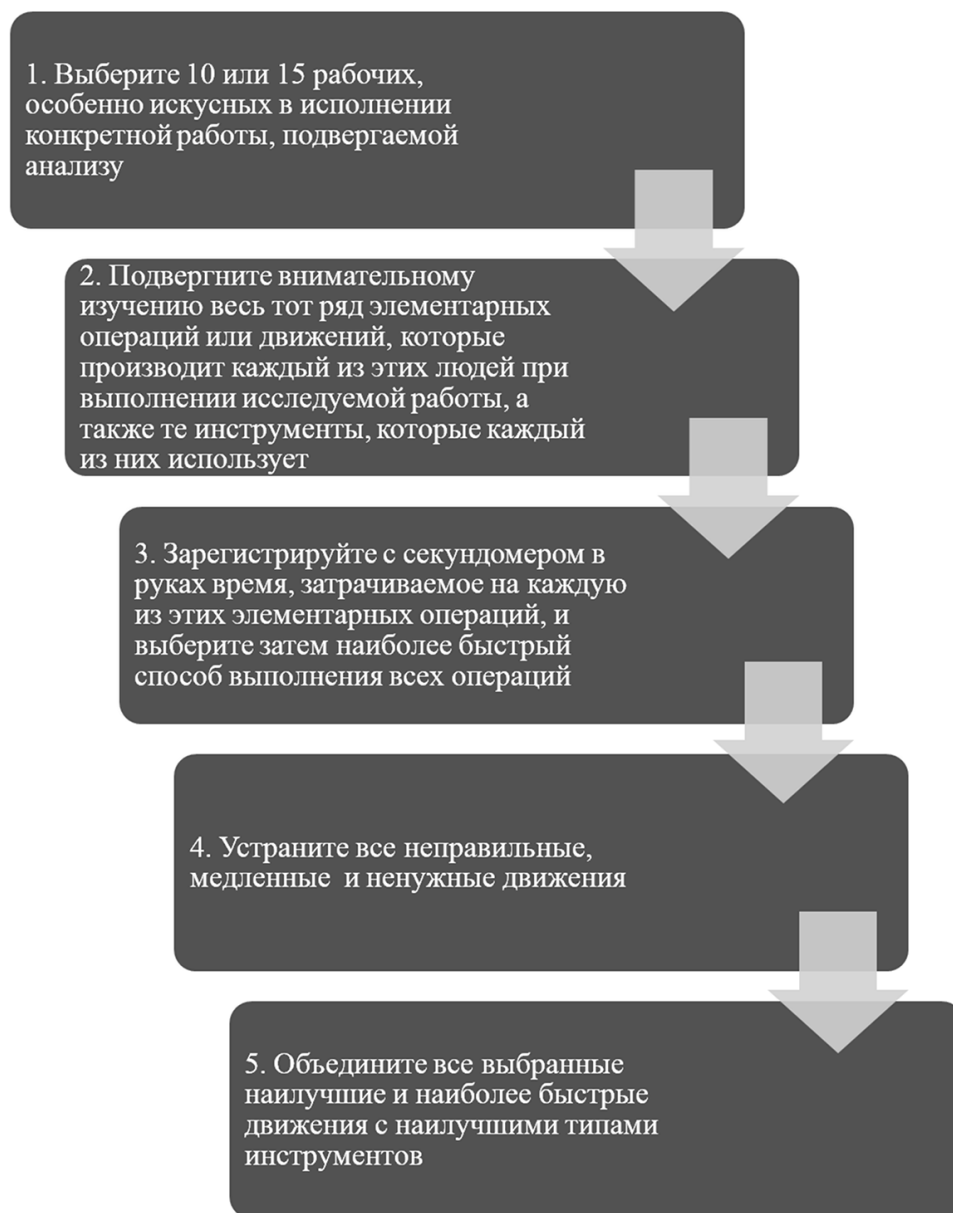 1. Выберите 10 или 15 рабочих,
особенно искусных в исполнении
конкретной работы, подвергаемой
анализу
2. Подвергните внимательному
изучению весь тот ряд элементарных
операций или движений, которые
производит каждый из этих людей при
выполнении исследуемой работы, а
также те инструменты, которые каждый
из них использует
3. Зарегистрируйте с секундомером в
руках время, затрачиваемое на каждую
из этих элементарных операций, и
выберите затем наиболее быстрый
способ выполнения всех операций
4. Устраните все неправильные,
медленные  и ненужные движения
5. Объедините все выбранные
наилучшие и наиболее быстрые
движения с наилучшими типами
инструментов